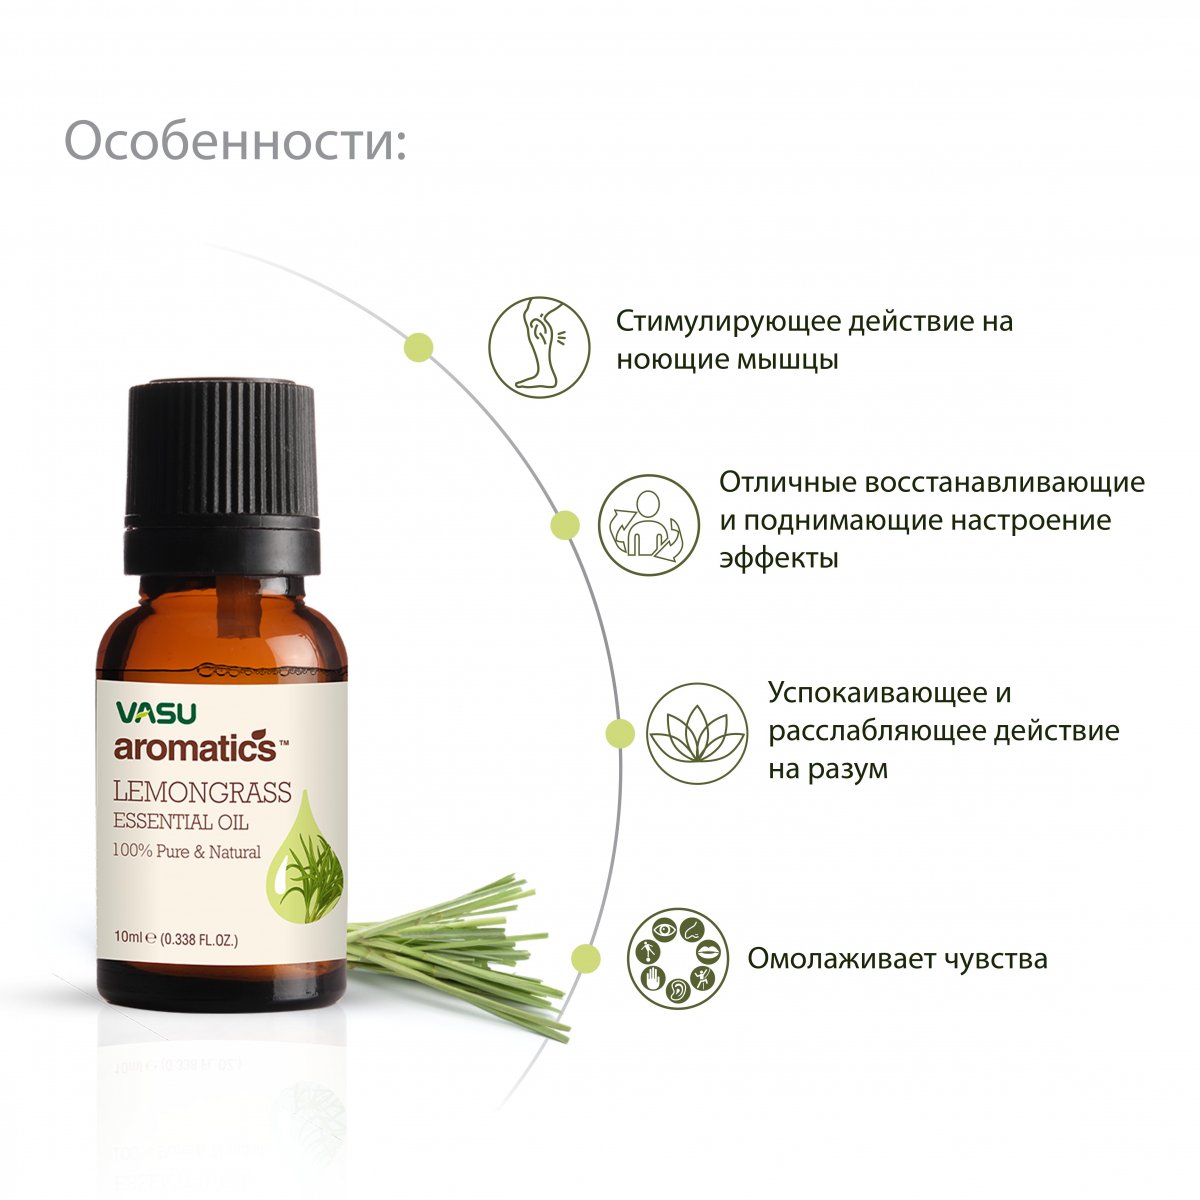 Особенности:
Стимулирующее действие на
ноющие мышцы
Отличные восстанавливающие
и поднимающие настроение
эффекты
Успокаивающее и
расслабляющее действие
на разум
Омолаживает чувства
VASU
aromatics™
LEMONGRASS
ESSENTIAL OIL
100% Pure & Natural
10ml ℮ (0.338 FL.OZ.)